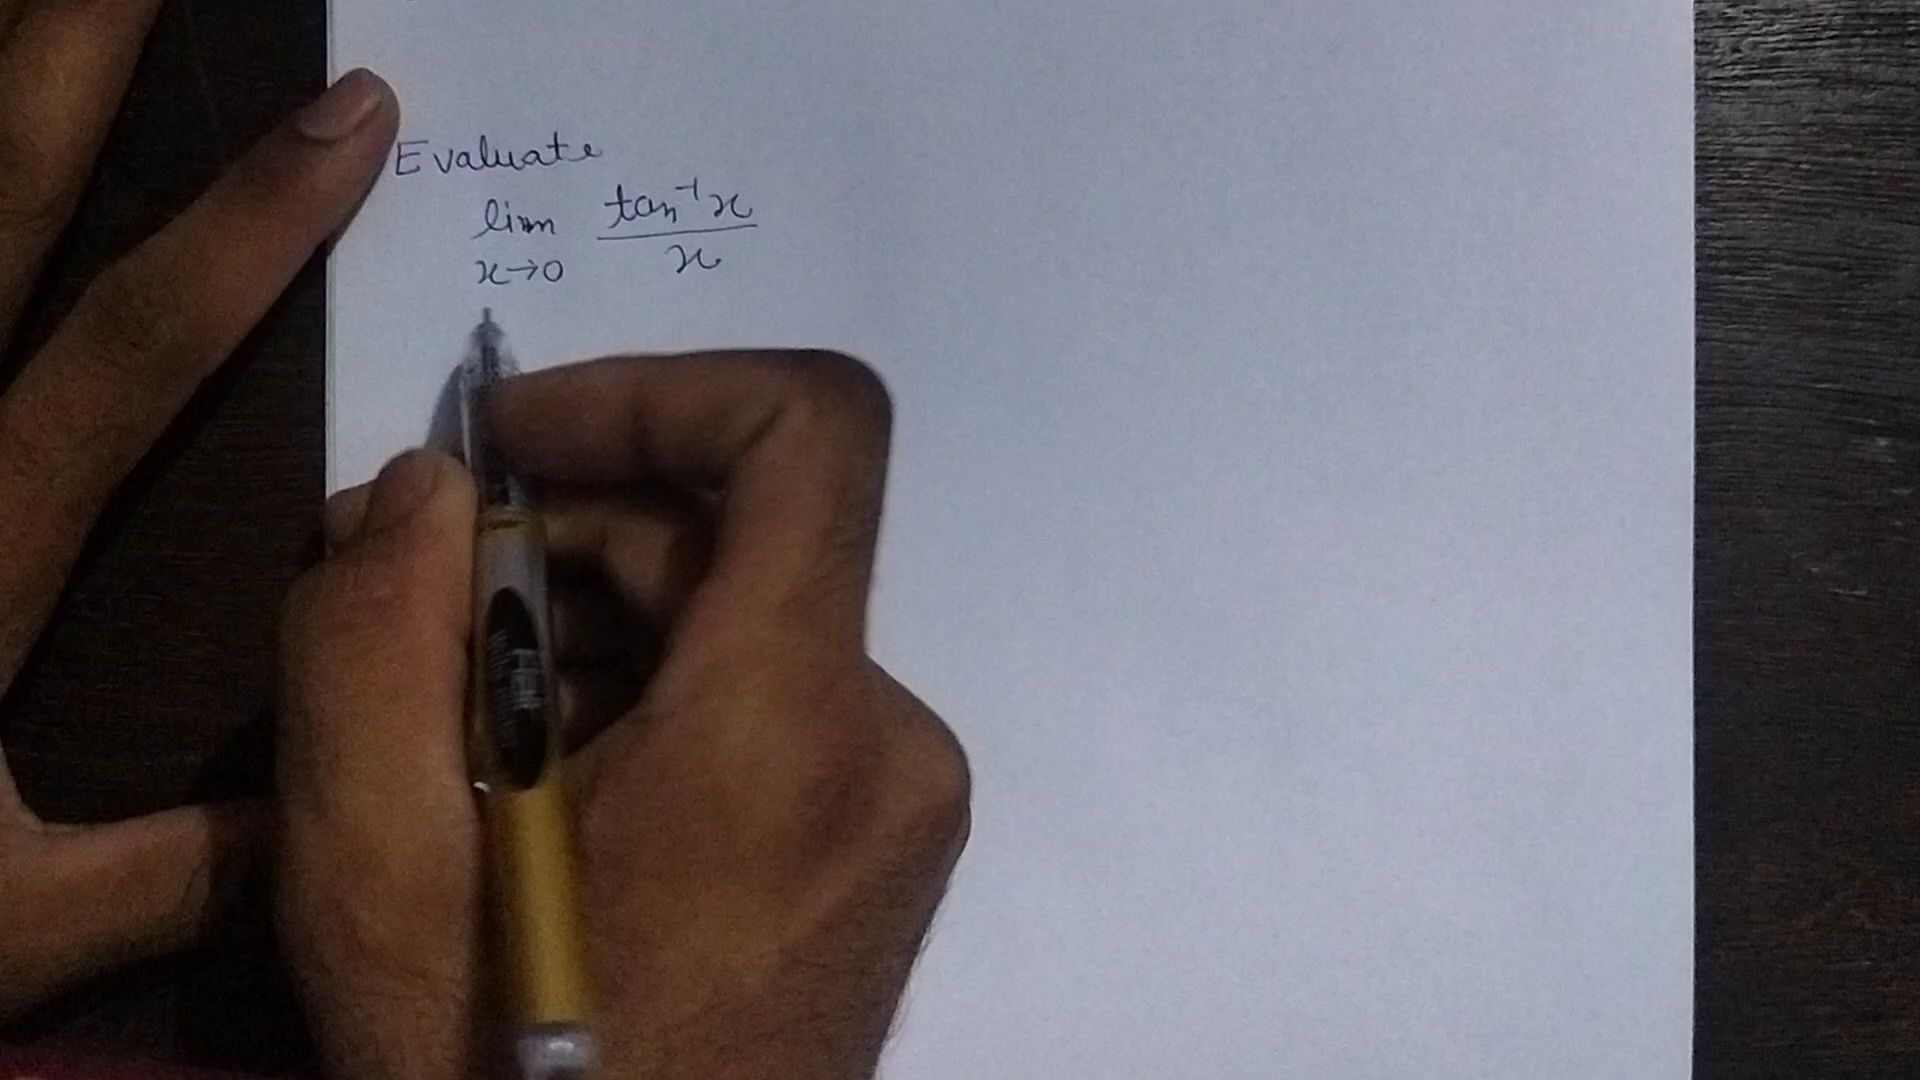 Evaluate
lim tan⁻¹x
x→0 x